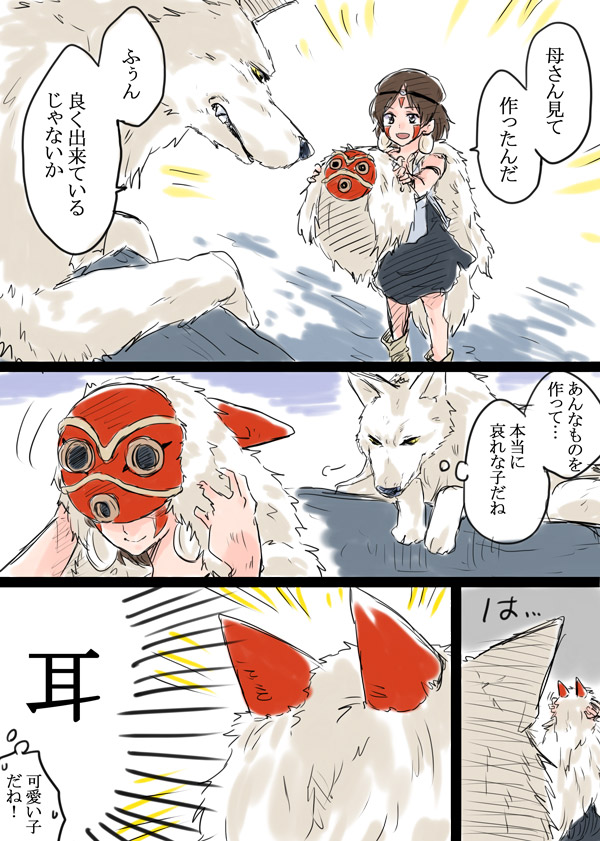 母さん見て
作ったんだ
ふぅん
良く出来ている
じゃないか
あんなものを
作って…
本当に
哀れな子だね
は…
耳
可愛い子
だね！